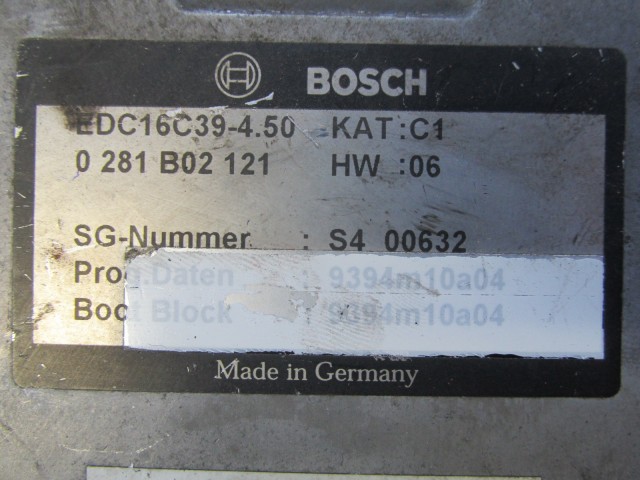 BOSCH
EDC16C39-4.50 KAT:C1
0 281 B02 121 HW :06
SG-Nummer : S4 00632
Prog.Daten : 9394m10a04
Boot Block : 9394m10a04
Made in Germany